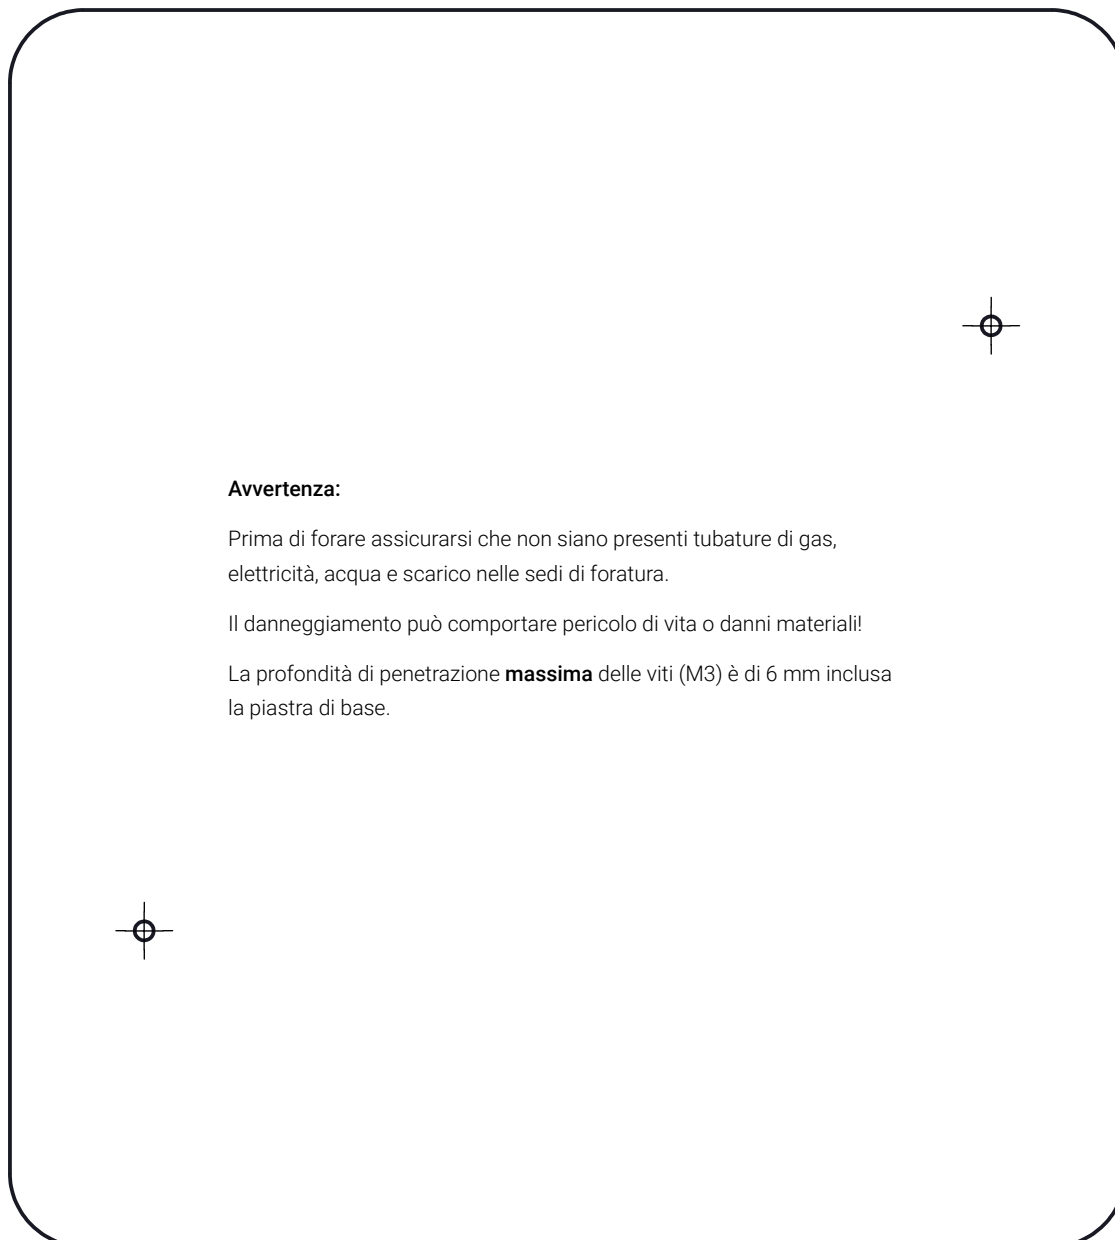 Avvertenza:
Prima di forare assicurarsi che non siano presenti tubature di gas,
elettricità, acqua e scarico nelle sedi di foratura.
Il danneggiamento può comportare pericolo di vita o danni materiali!
La profondità di penetrazione massima delle viti (M3) è di 6 mm inclusa
la piastra di base.